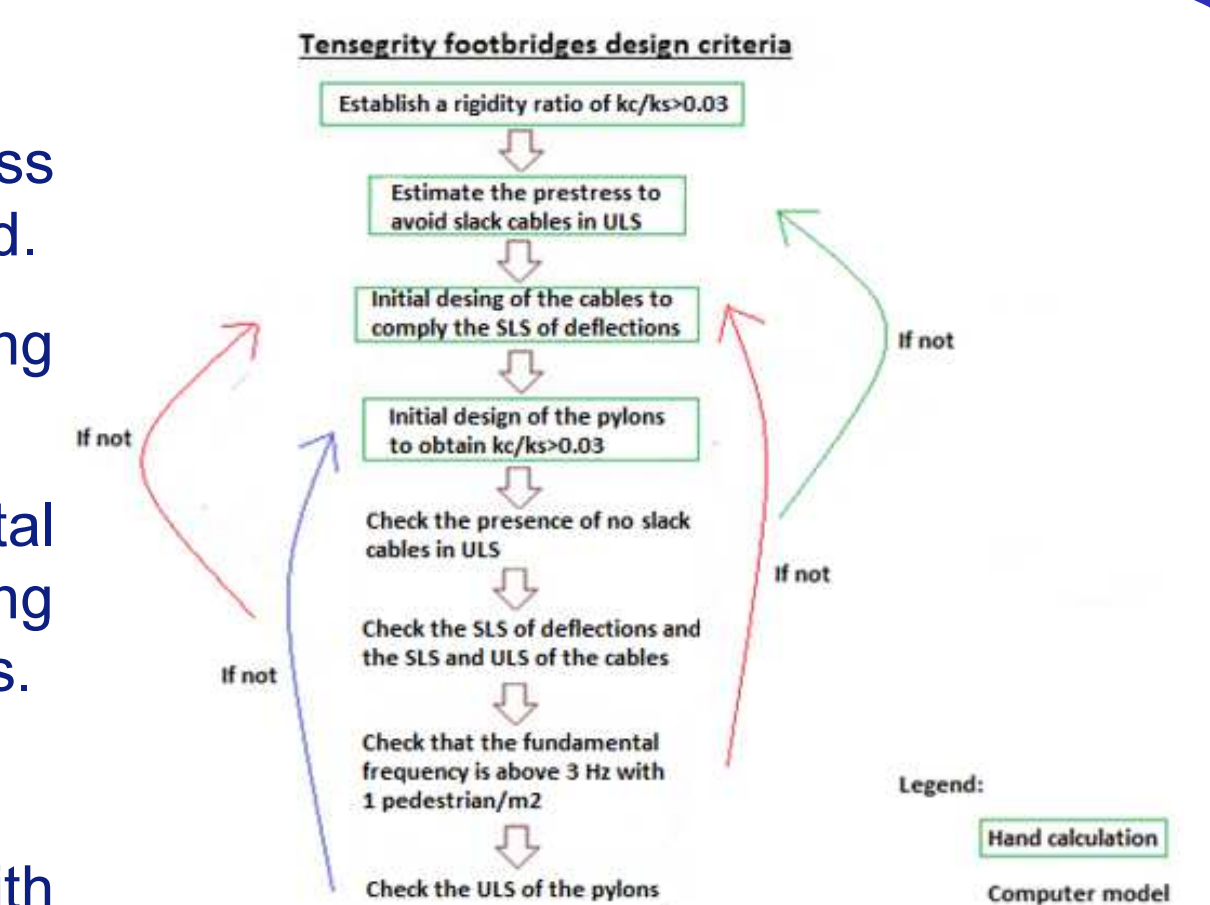 Tensegrity footbridges design criteria
Establish a rigidity ratio of kc/ks>0.03
ss
Estimate the prestress to
avoid slack cables in ULS
d.
Initial desing of the cables to
comply the SLS of deflections
ng
If not
Initial design of the pylons
to obtain kc/ks>0.03
If not
Check the presence of no slack
cables in ULS
tal
If not
ng
Check the SLS of deflections and
the SLS and ULS of the cables
s.
If not
Check that the fundamental
frequency is above 3 Hz with
1 pedestrian/m2
Legend:
Hand calculation
ith
Check the ULS of the pylons
Computer model